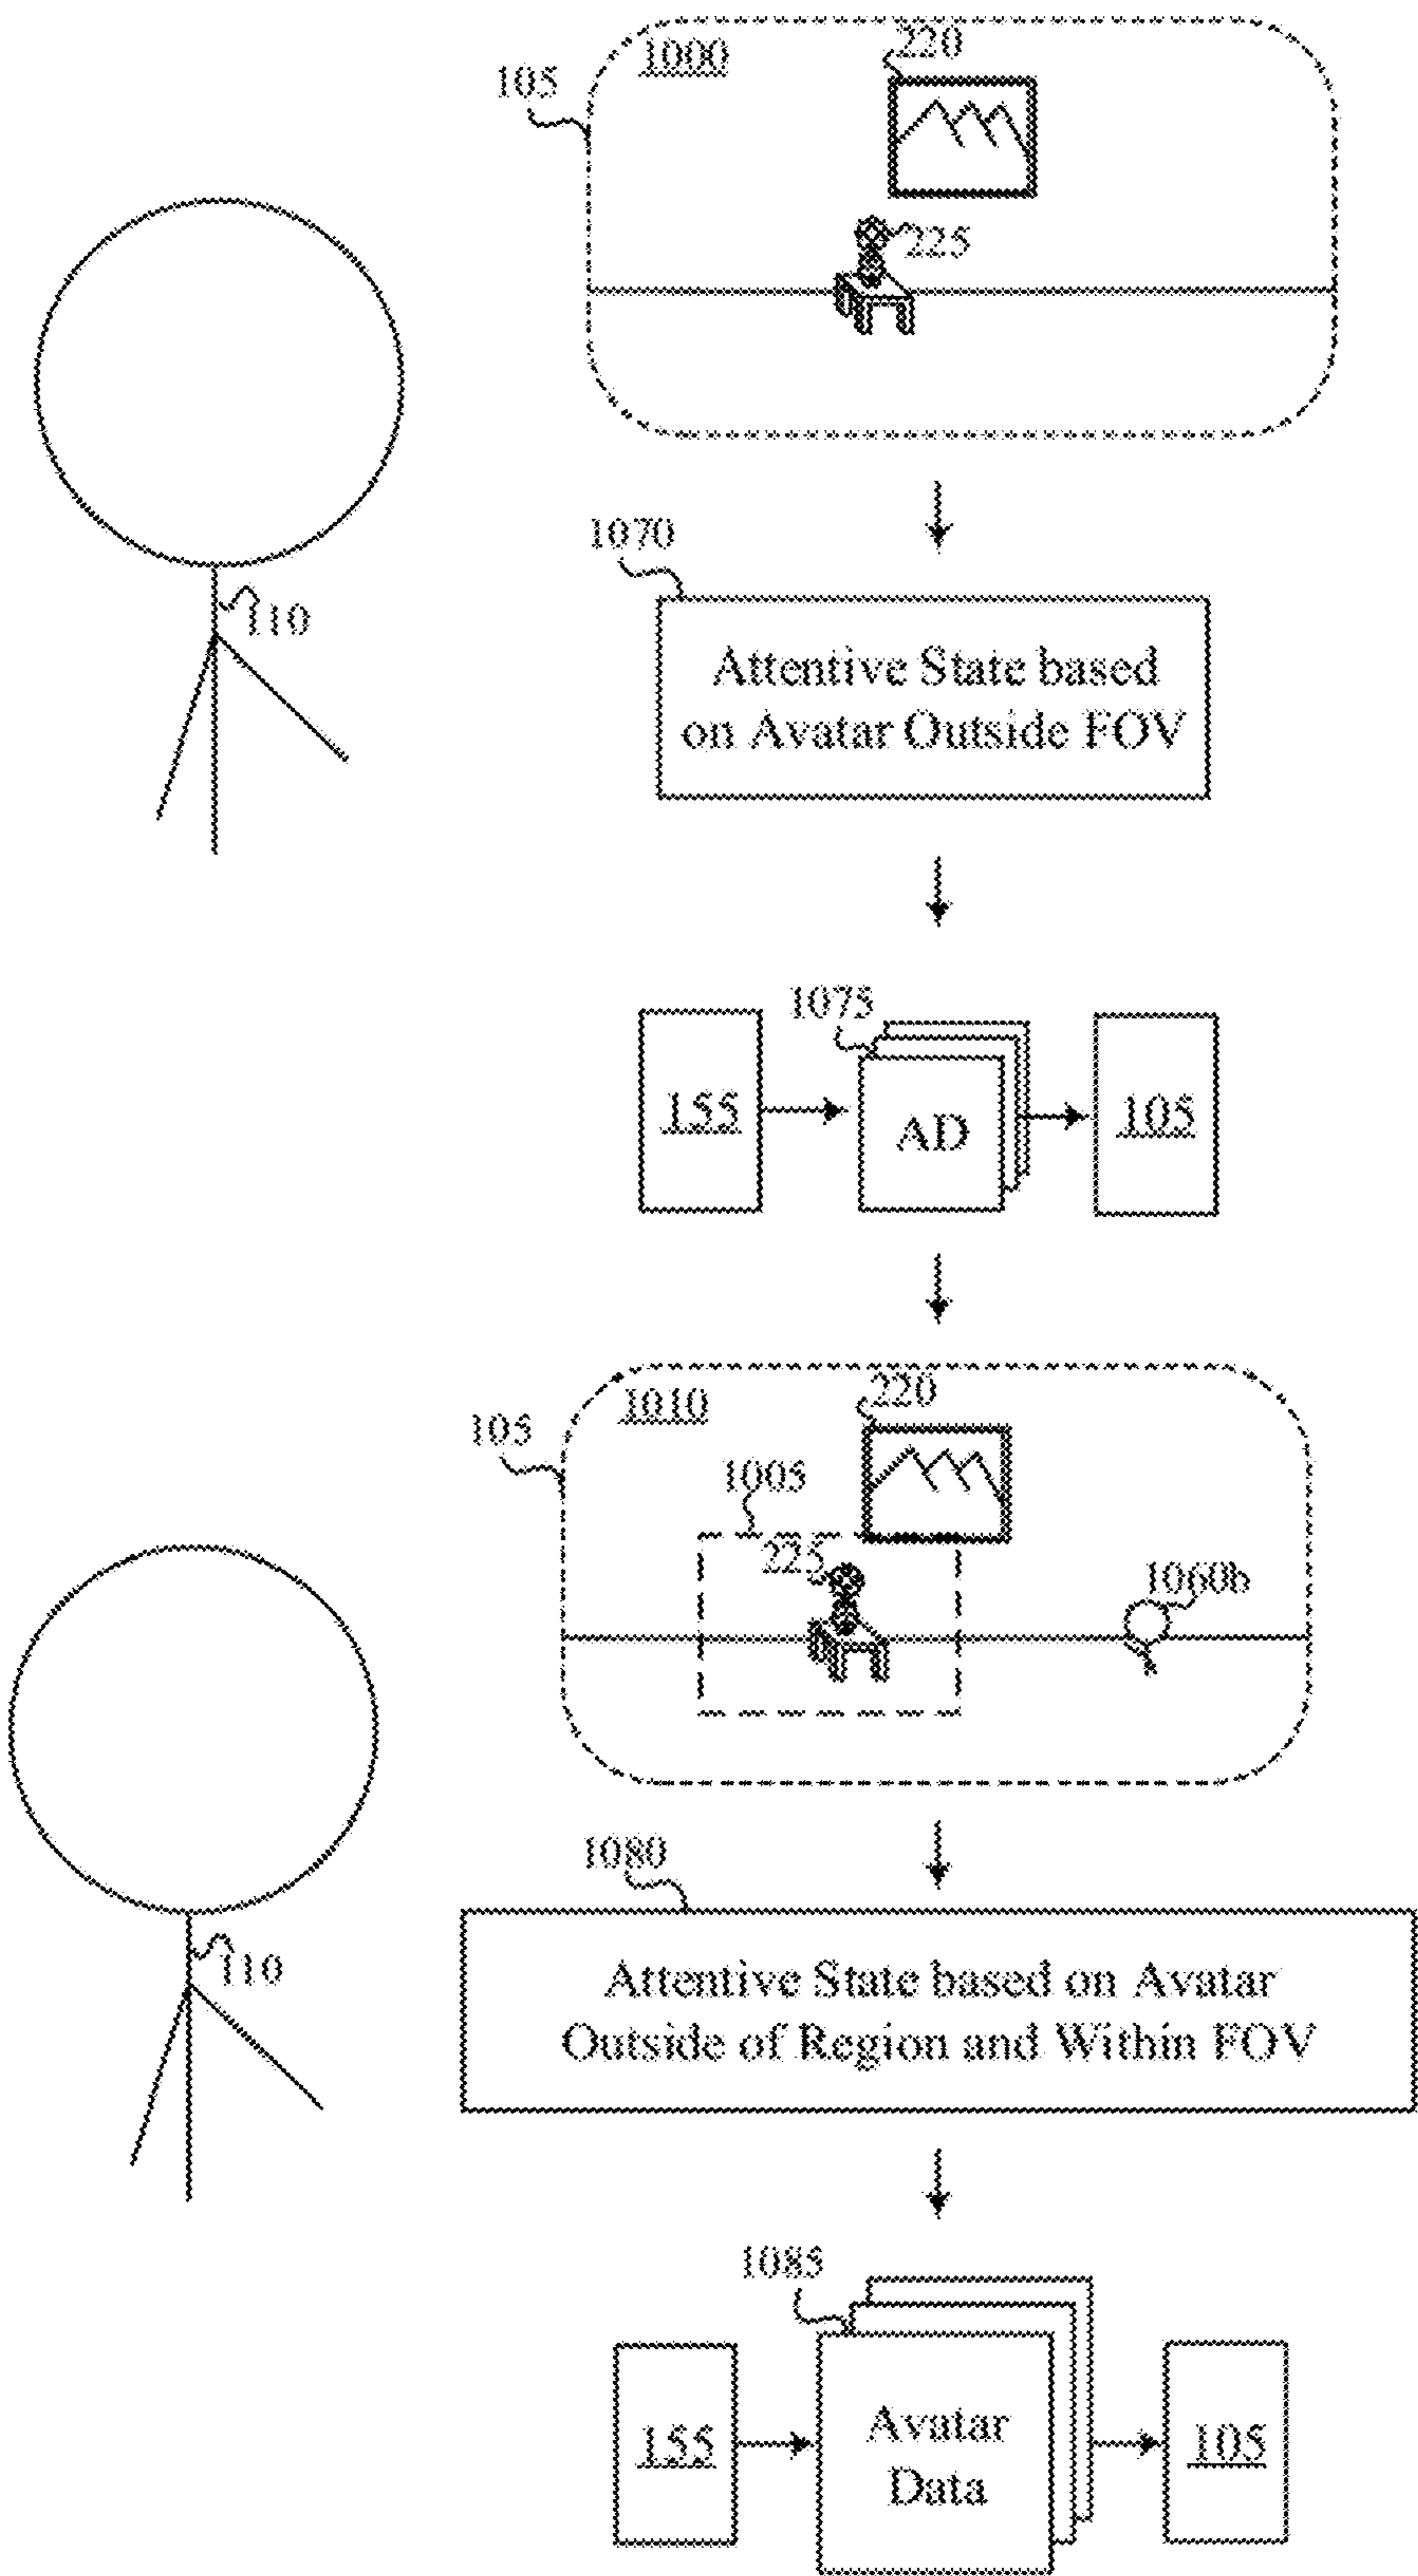 1000
220
105
225
110
1070
Attentive State based
on Avatar Outside FOV
1075
155
AD
105
1010
220
105
1005
225
1060b
110
1080
Attentive State based on Avatar
Outside of Region and Within FOV
1085
155
Avatar
Data
105